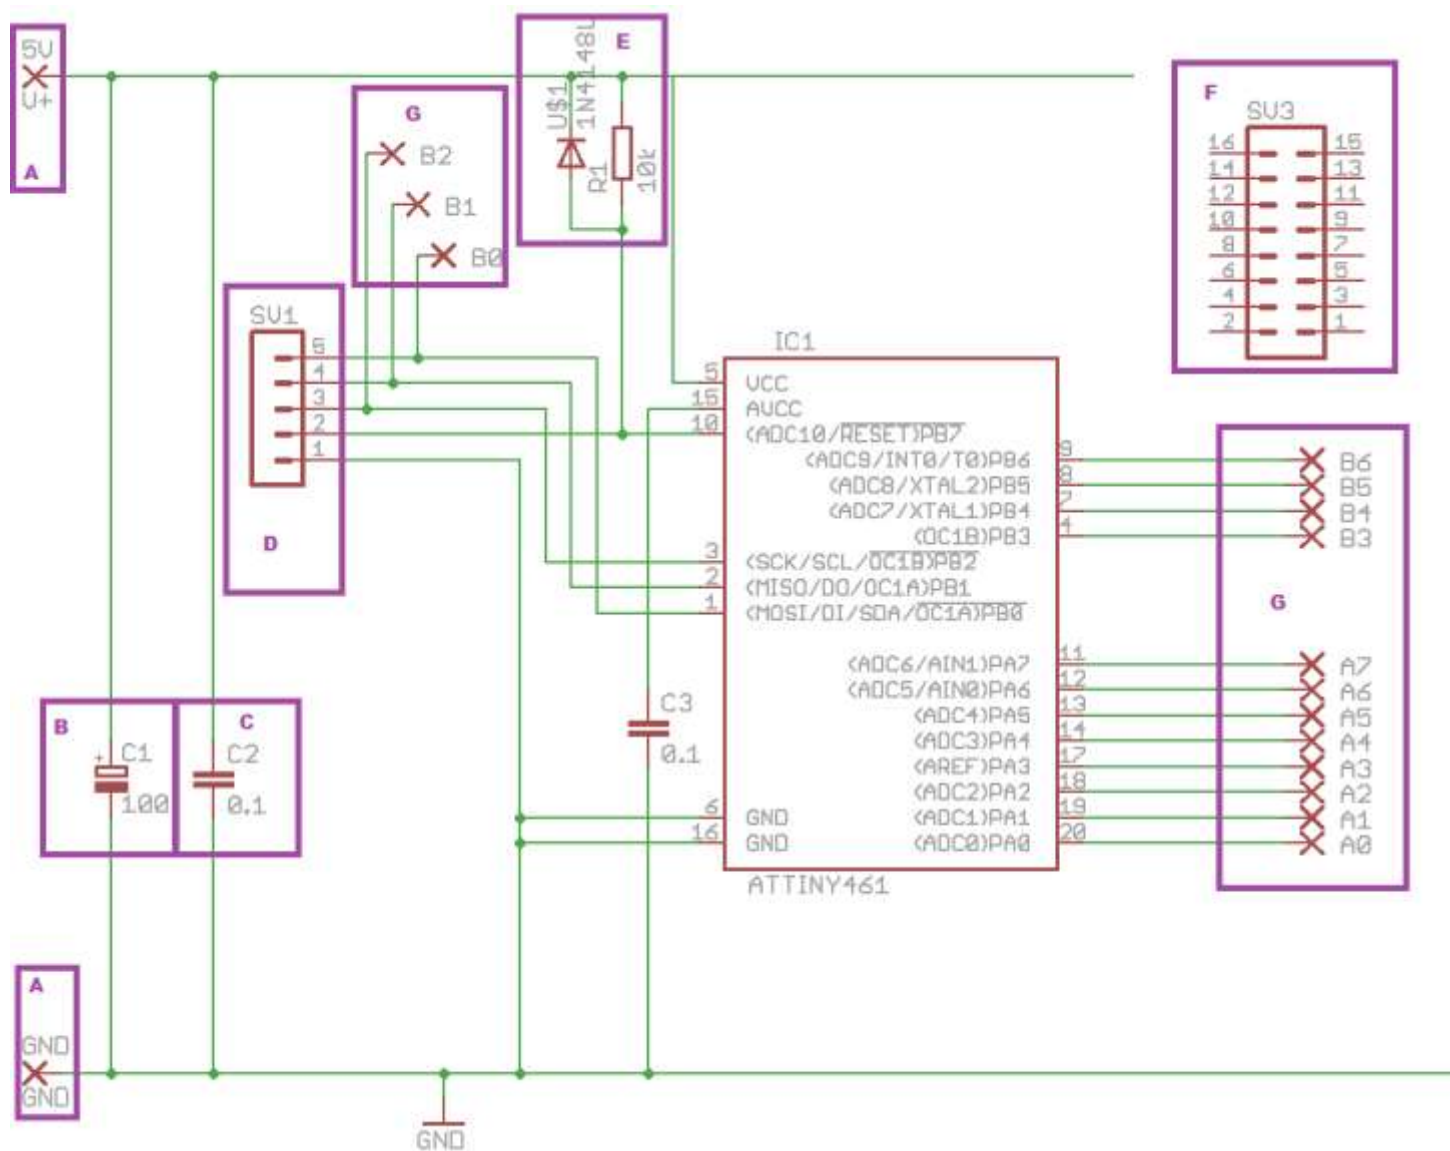 5V
V+
A
G
B2
B1
B0
E
U$1
1N4148
R1
10k
F
SV3
16 15
14 13
12 11
10 9
8 7
6 5
4 3
2 1
SV1
5
4
3
2
1
D
IC1
5 VCC
15 AVCC
10 (ADC10/RESET)PB7
(ADC9/INT0/T0)PB6 9
(ADC8/XTAL2)PB5 8
(ADC7/XTAL1)PB4 7
(OC1B)PB3 4
3 (SCK/SCL/OC1B)PB2
2 (MISO/DO/OC1A)PB1
1 (MOSI/DI/SDA/OC1A)PB0
(ADC6/AIN1)PA7 11
(ADC5/AIN0)PA6 12
(ADC4)PA5 13
(ADC3)PA4 14
(AREF)PA3 17
(ADC2)PA2 18
6 GND (ADC1)PA1 19
16 GND (ADC0)PA0 20
ATTINY461
B6
B5
B4
B3
G
A7
A6
A5
A4
A3
A2
A1
A0
B
+ C1
100
C
C2
0.1
C3
0.1
A
GND
GND
GND